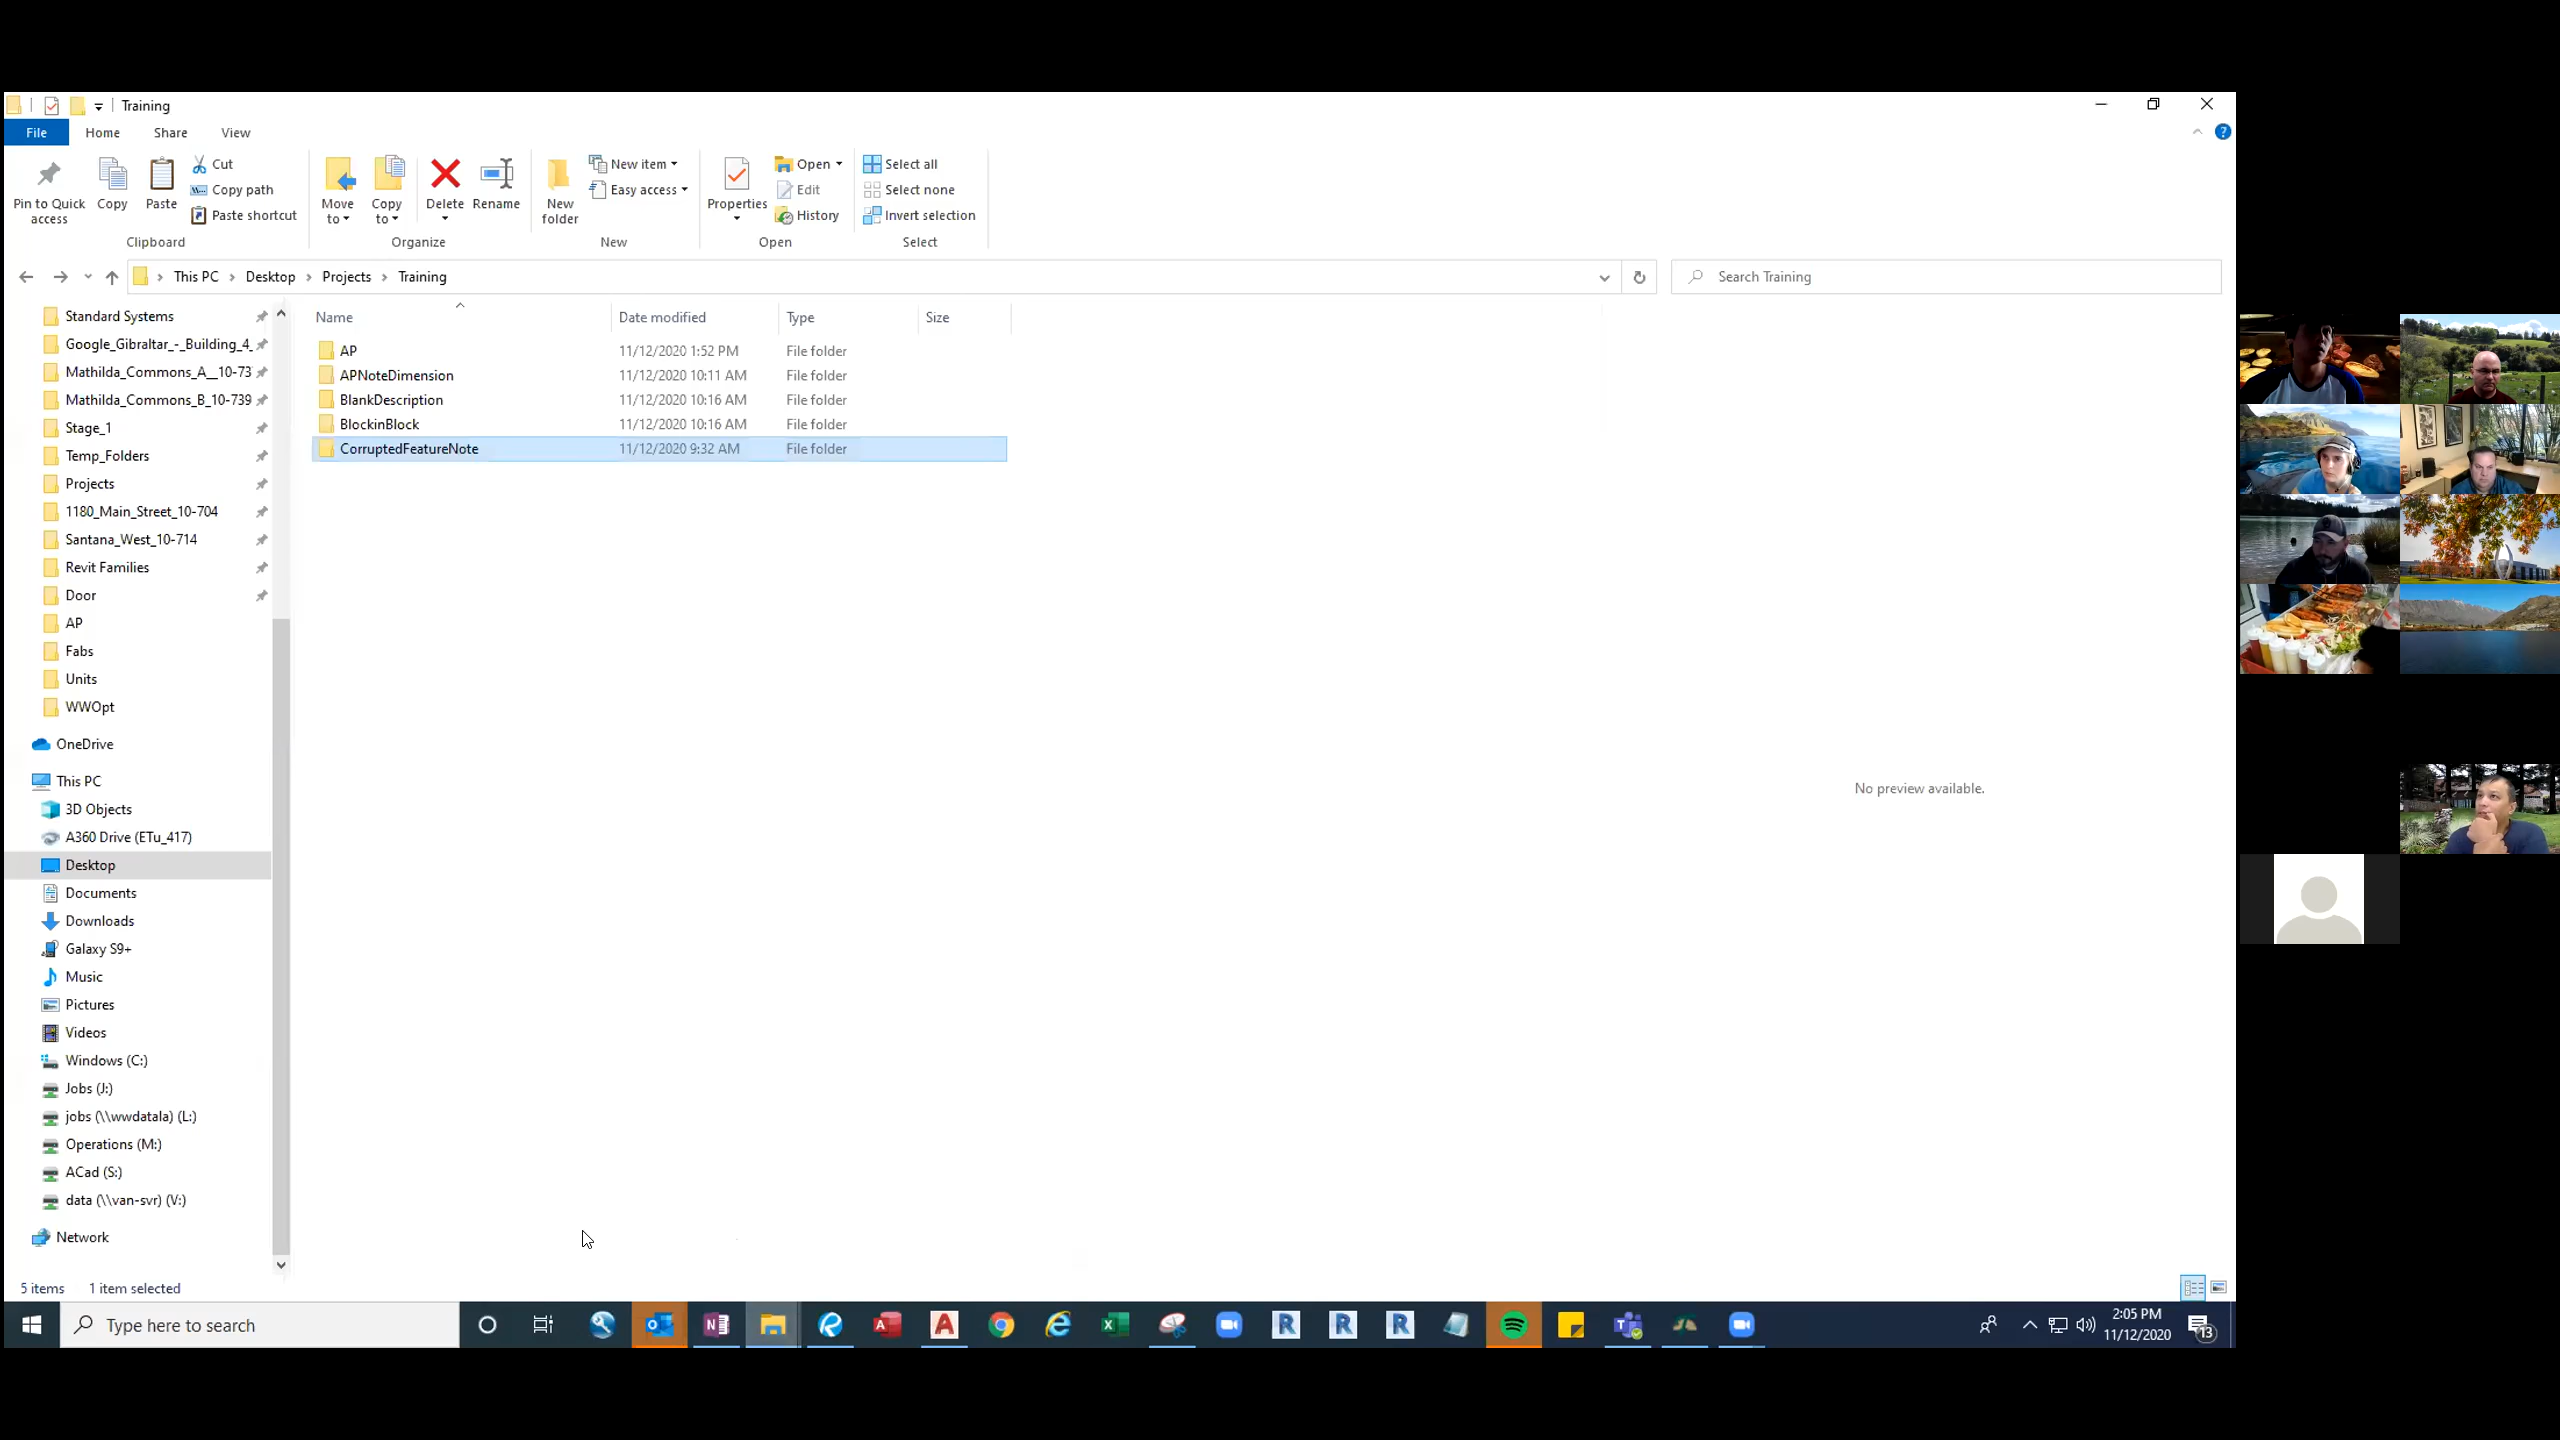 Training
File Home Share View
Pin to Quick access
Copy
Paste
Cut
Copy path
Paste shortcut
Clipboard
Move to
Copy to
Delete
Rename
Organize
New folder
New item
Easy access
New
Properties
Open
Edit
History
Open
Select all
Select none
Invert selection
Select
This PC Desktop Projects Training
Search Training
Standard Systems
Google_Gibraltar_-_Building_4_
Mathilda_Commons_A__10-73
Mathilda_Commons_B_10-739
Stage_1
Temp_Folders
Projects
1180_Main_Street_10-704
Santana_West_10-714
Revit Families
Door
AP
Fabs
Units
WWOpt
OneDrive
This PC
3D Objects
A360 Drive (ETu_417)
Desktop
Documents
Downloads
Galaxy S9+
Music
Pictures
Videos
Windows (C:)
Jobs (J:)
jobs (\\wwdatala) (L:)
Operations (M:)
ACad (S:)
data (\\van-svr) (V:)
Network
Name Date modified Type Size
AP 11/12/2020 1:52 PM File folder
APNoteDimension 11/12/2020 10:11 AM File folder
BlankDescription 11/12/2020 10:16 AM File folder
BlockinBlock 11/12/2020 10:16 AM File folder
CorruptedFeatureNote 11/12/2020 9:32 AM File folder
No preview available.
5 items 1 item selected
Type here to search
2:05 PM
11/12/2020
13